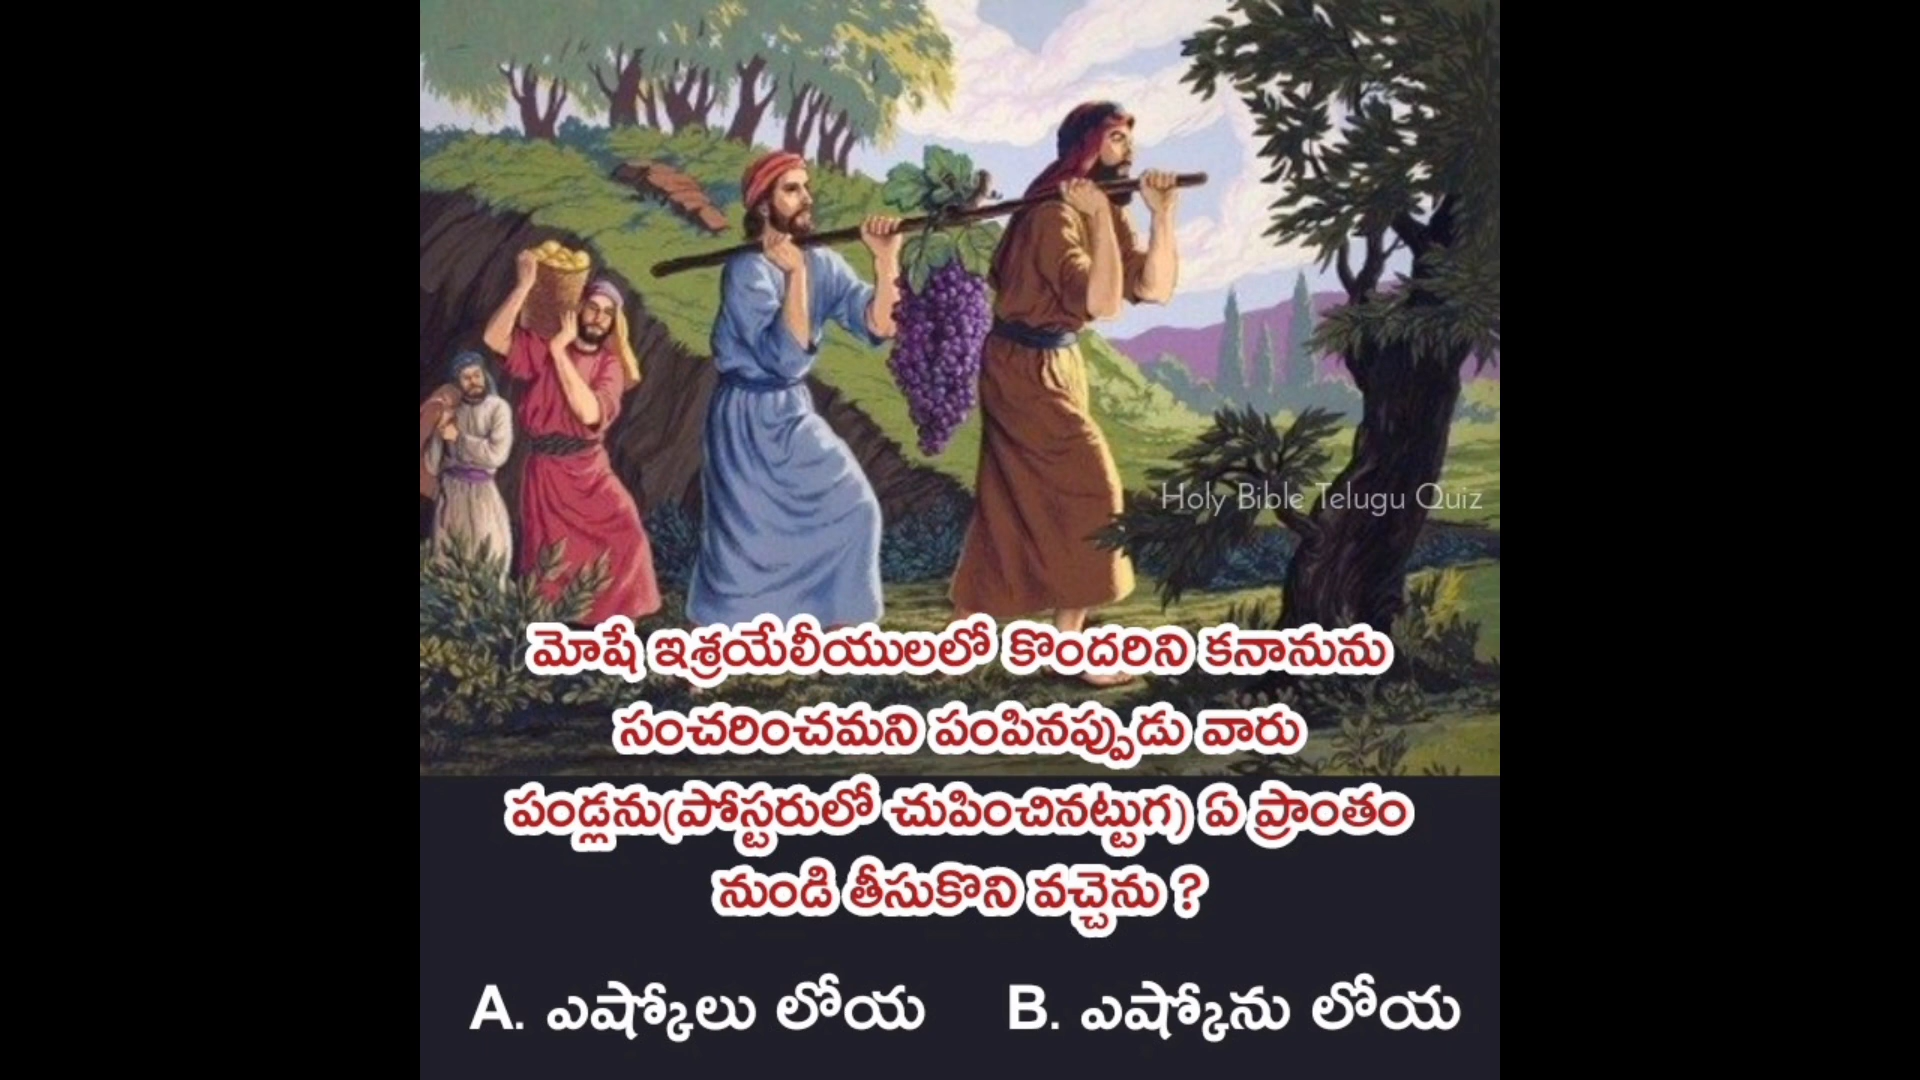 Holy Bible Telugu Quiz
మోషే ఇశ్రయేలీయులలో కొందరిని కనానును
సంచరించమని పంపినప్పుడు వారు
పండ్లను(పోస్టరులో చుపించినట్టుగ) ఏ ప్రాంతం
నుండి తీసుకొని వచ్చెను ?
A. ఎష్కోలు లోయ B. ఎష్కోను లోయ